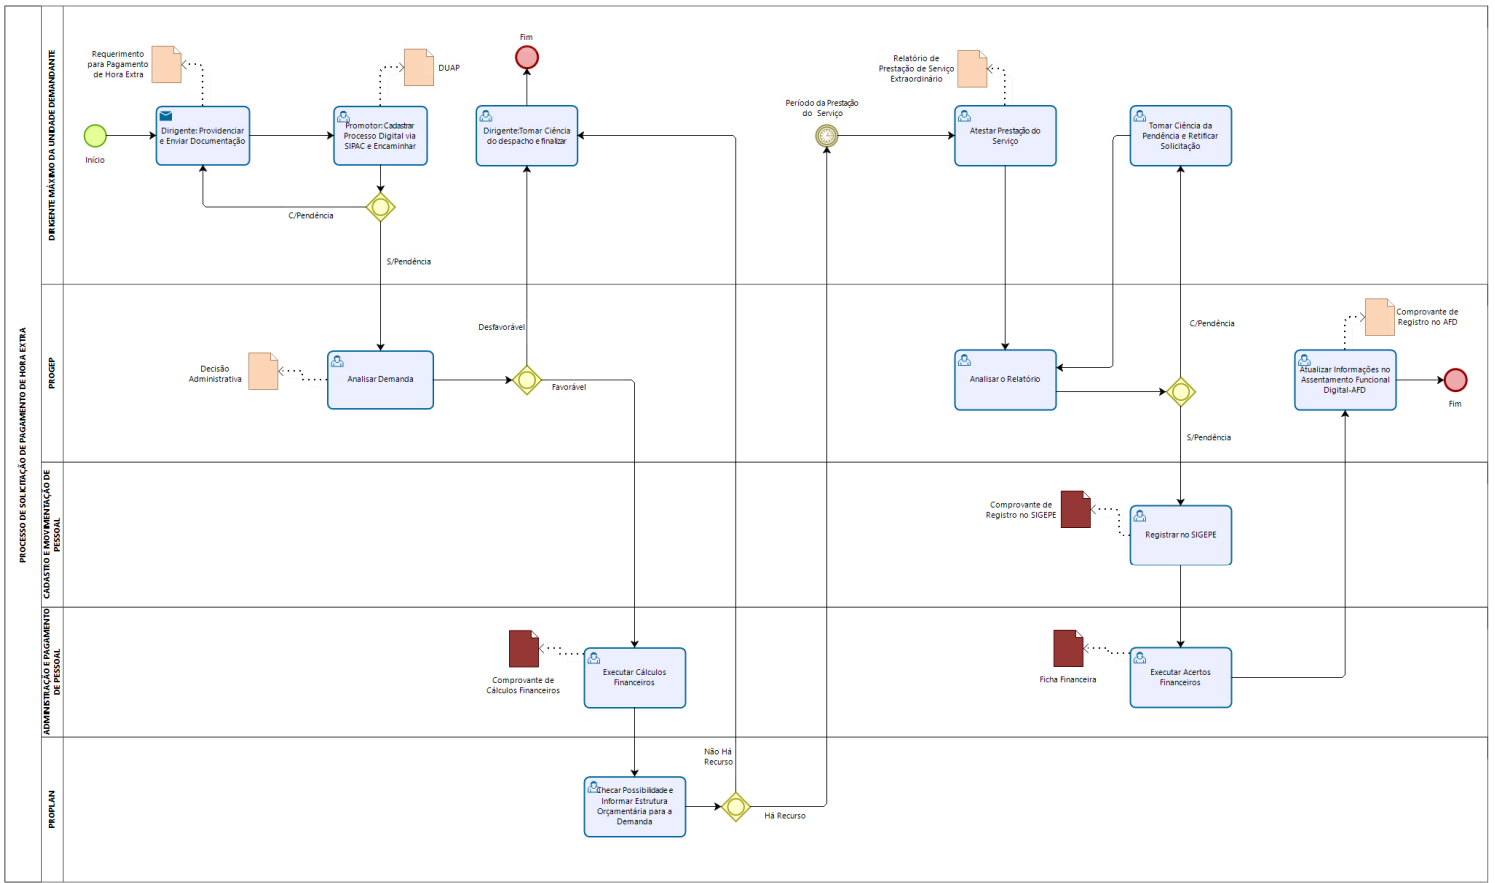 PROCESSO DE SOLICITAÇÃO DE PAGAMENTO DE HORA EXTRA
DIRIGENTE MÁXIMO DA UNIDADE DEMANDANTE
Requerimento
para Pagamento
de Hora Extra
DUAP
Fim
Relatório de
Prestação de Serviço
Extraordinário
Período da Prestação
do Serviço
Início
Dirigente: Providenciar
e Enviar Documentação
Promotor: Cadastrar
Processo Digital via
SIPAC e Encaminhar
Dirigente:Tomar Ciência
do despacho e finalizar
Atestar Prestação do
Serviço
Tomar Ciência da
Pendência e Retificar
Solicitação
C/Pendência
S/Pendência
PROGEP
Desfavorável
C/Pendência
Comprovante de
Registro no AFD
Decisão
Administrativa
Analisar Demanda
Favorável
Analisar o Relatório
Atualizar Informações no
Assentamento Funcional
Digital-AFD
Fim
S/Pendência
CADASTRO E MOVIMENTAÇÃO DE
PESSOAL
Comprovante de
Registro no SIGEPE
Registrar no SIGEPE
ADMINISTRAÇÃO E PAGAMENTO
DE PESSOAL
Comprovante de
Cálculos Financeiros
Executar Cálculos
Financeiros
Ficha Financeira
Executar Acertos
Financeiros
PROPLAN
Não Há
Recurso
Checar Possibilidade e
Informar Estrutura
Orçamentária para a
Demanda
Há Recurso